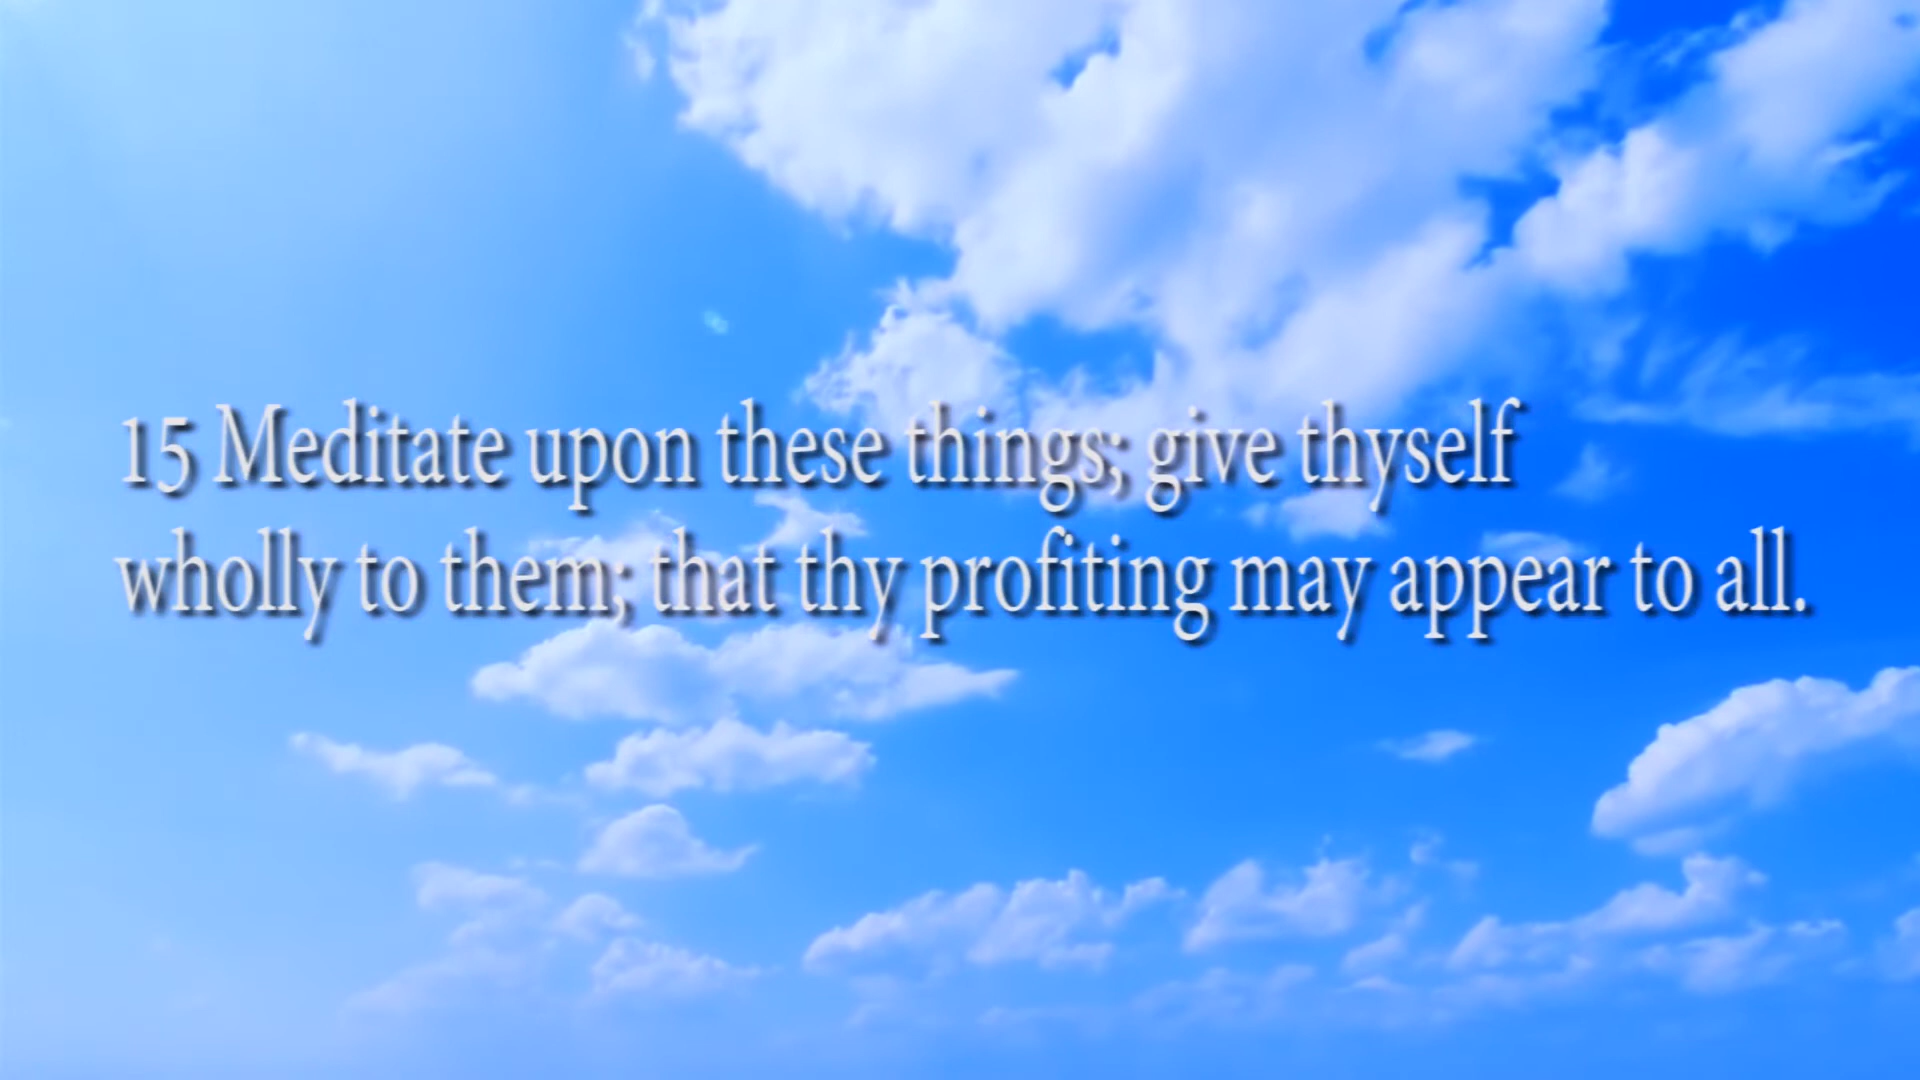 15 Meditate upon these things; give thyself
wholly to them; that thy profiting may appear to all.